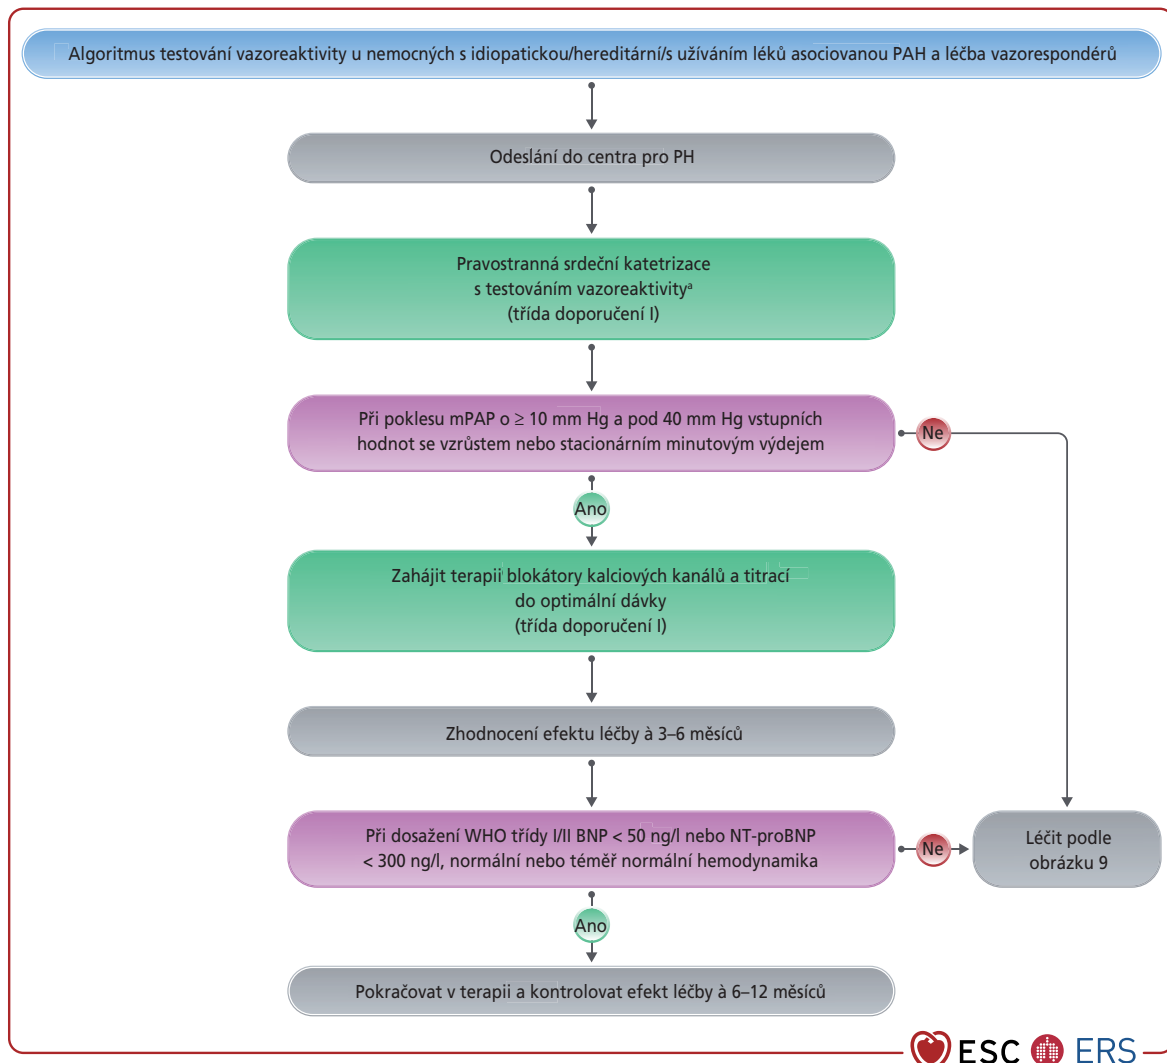 Algoritmus testování vazoreaktivity u nemocných s idiopatickou/hereditární/s užíváním léků asociovanou PAH a léčba vazorespondérů
Odeslání do centra pro PH
Pravostranná srdeční katetrizace
s testováním vazoreaktivityᵃ
(třída doporučení I)
Při poklesu mPAP o ≥ 10 mm Hg a pod 40 mm Hg vstupních
hodnot se vzrůstem nebo stacionárním minutovým výdejem
Ne
Ano
Zahájit terapii blokátory kalciových kanálů a titrací
do optimální dávky
(třída doporučení I)
Zhodnocení efektu léčby à 3–6 měsíců
Při dosažení WHO třídy I/II BNP < 50 ng/l nebo NT-proBNP
< 300 ng/l, normální nebo téměř normální hemodynamika
Ne
Léčit podle
obrázku 9
Ano
Pokračovat v terapii a kontrolovat efekt léčby à 6–12 měsíců
ESC ERS